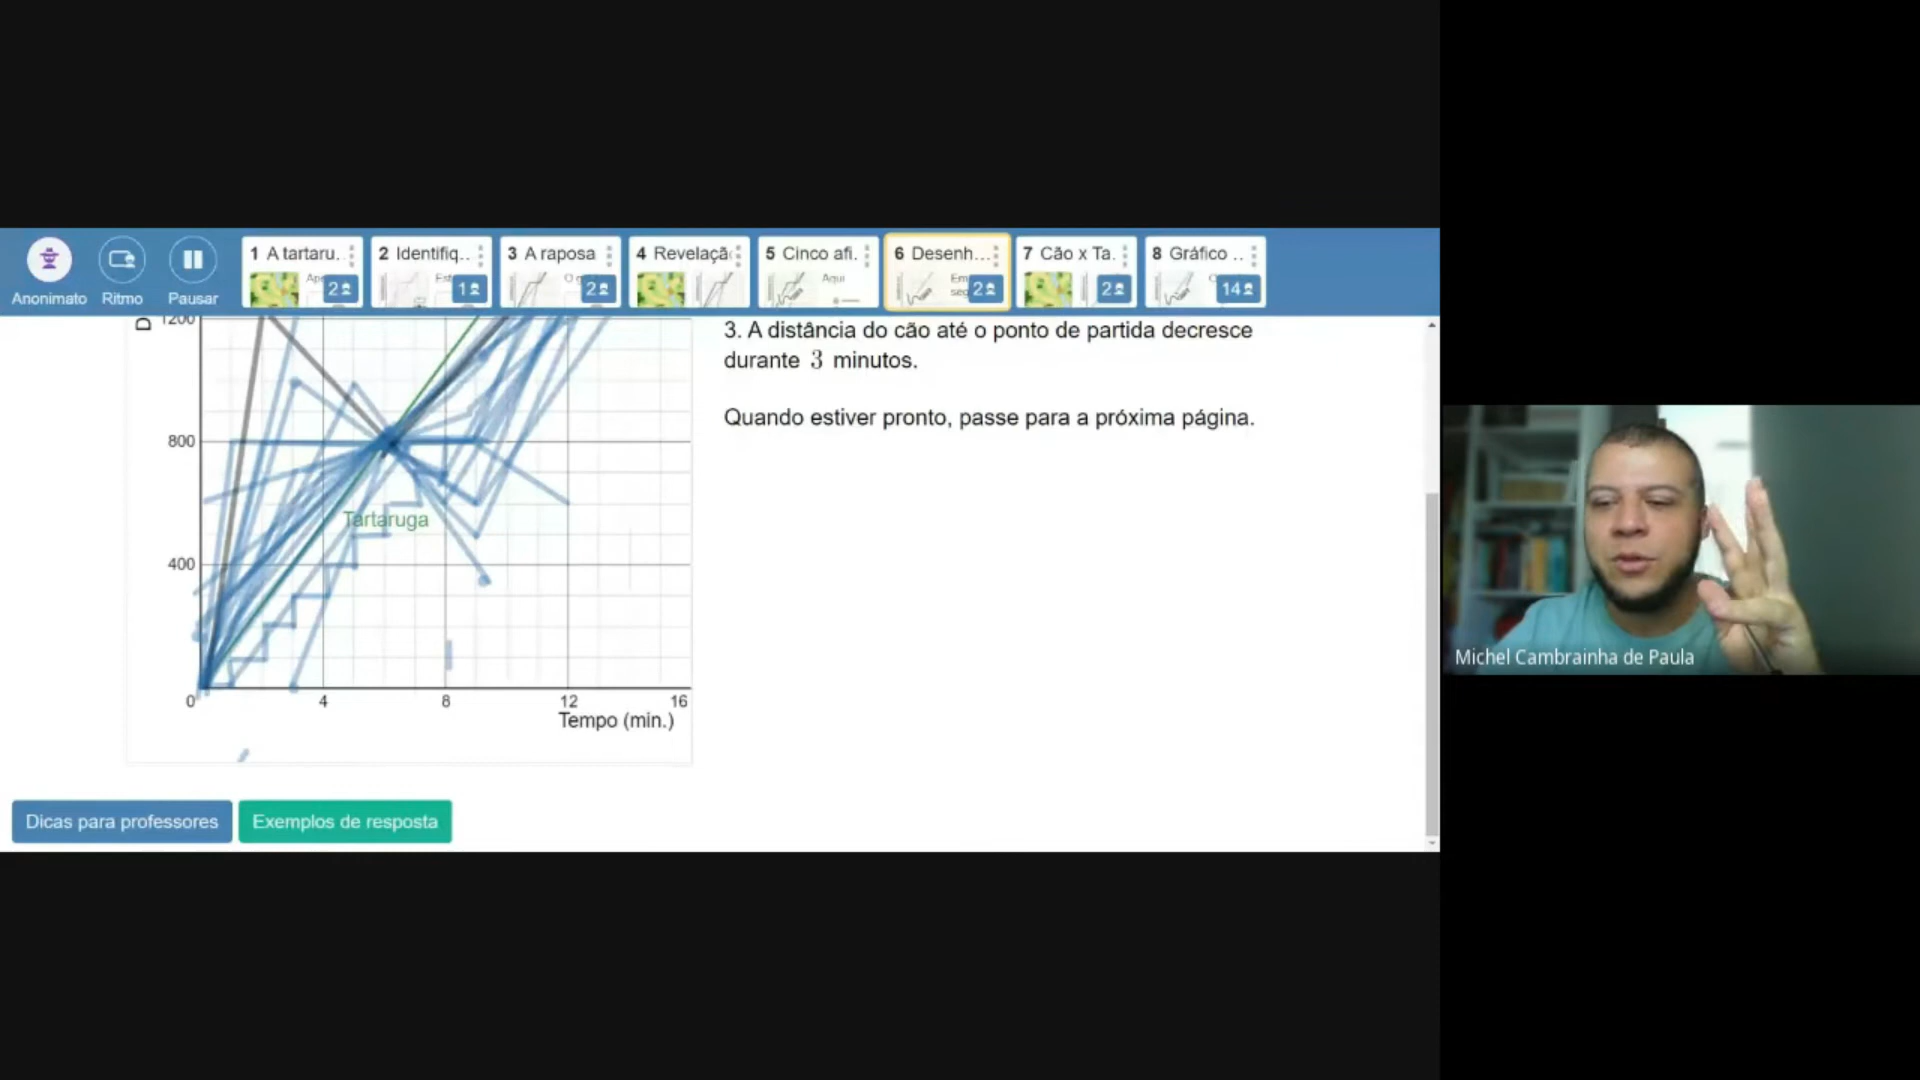 Anonimato
Ritmo
Pausar
1 A tartaru.
2
2 Identifiq..
1
3 A raposa
2
4 Revelação
5 Cinco afi.
Aqui
6 Desenh...
2
7 Cão x Ta.
2
8 Gráfico ..
14
D
1200
800
400
0
4
8
12
16
Tempo (min.)
Tartaruga
3. A distância do cão até o ponto de partida decresce
durante 3 minutos.
Quando estiver pronto, passe para a próxima página.
Dicas para professores
Exemplos de resposta
Michel Cambrainha de Paula